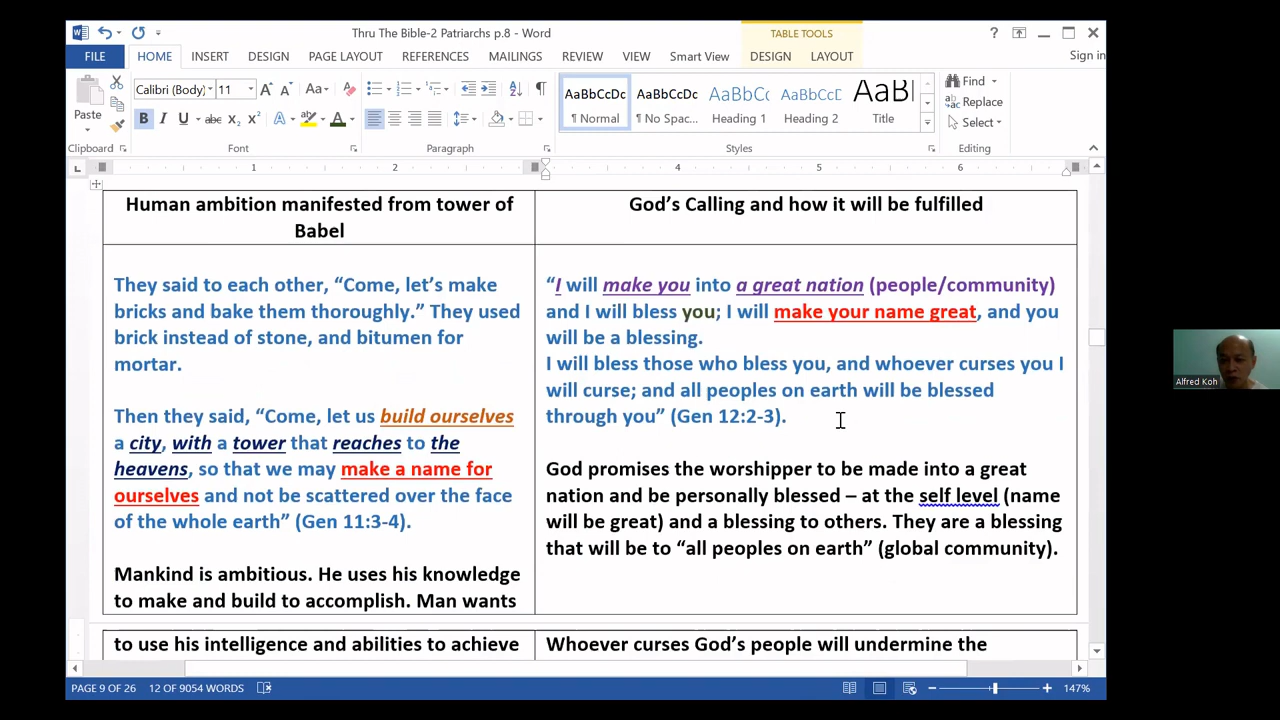 Thru The Bible-2 Patriarchs p.8 - Word
TABLE TOOLS
Sign in
FILE HOME INSERT DESIGN PAGE LAYOUT REFERENCES MAILINGS REVIEW VIEW Smart View DESIGN LAYOUT
Calibri (Body) 11
Paste
Clipboard
Font
Paragraph
AaBbCcDc AaBbCcDc AaBbCc AaBbCcD AaBl
¶ Normal ¶ No Spac... Heading 1 Heading 2 Title
Styles
Find
Replace
Select
Editing
1 2 4 5 6
Human ambition manifested from tower of
Babel
They said to each other, “Come, let’s make
bricks and bake them thoroughly.” They used
brick instead of stone, and bitumen for
mortar.
Then they said, “Come, let us build ourselves
a city, with a tower that reaches to the
heavens, so that we may make a name for
ourselves and not be scattered over the face
of the whole earth” (Gen 11:3-4).
Mankind is ambitious. He uses his knowledge
to make and build to accomplish. Man wants
to use his intelligence and abilities to achieve
God’s Calling and how it will be fulfilled
“I will make you into a great nation (people/community)
and I will bless you; I will make your name great, and you
will be a blessing.
I will bless those who bless you, and whoever curses you I
will curse; and all peoples on earth will be blessed
through you” (Gen 12:2-3).
God promises the worshipper to be made into a great
nation and be personally blessed – at the self level (name
will be great) and a blessing to others. They are a blessing
that will be to “all peoples on earth” (global community).
Whoever curses God’s people will undermine the
PAGE 9 OF 26 12 OF 9054 WORDS
147%
Alfred Koh